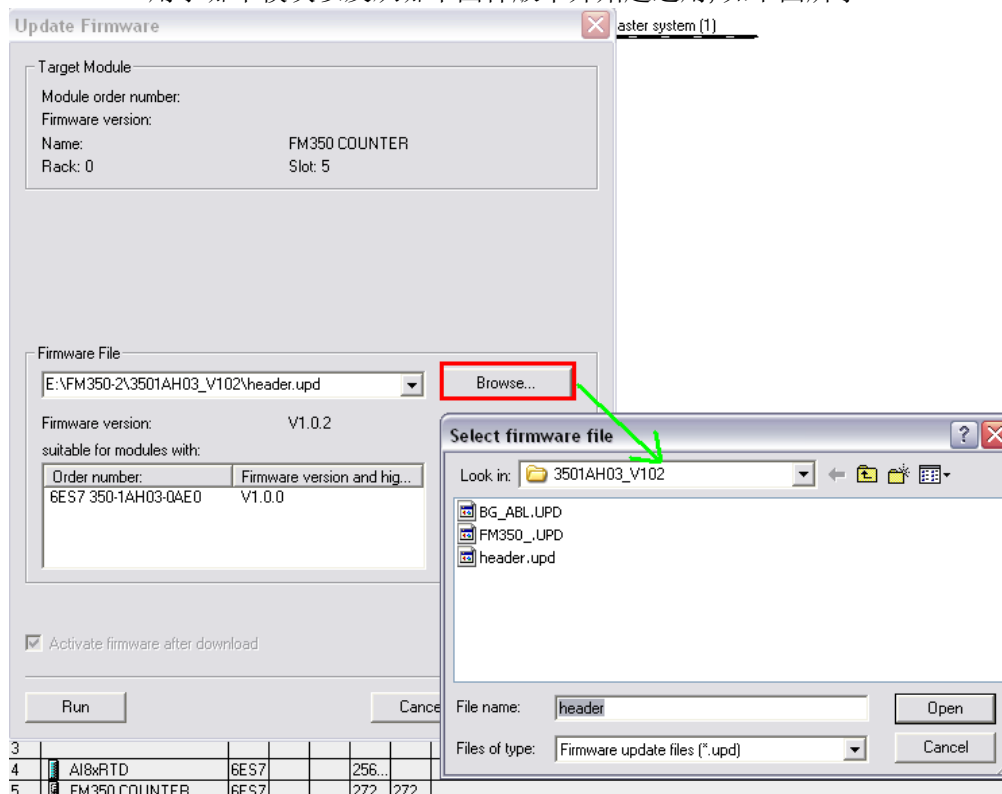 Update Firmware
aster system (1)
Target Module
Module order number:
Firmware version:
Name: FM350 COUNTER
Rack: 0 Slot: 5
Firmware File
E:\FM350-2\3501AH03_V102\header.upd
Browse...
Firmware version: V1.0.2
suitable for modules with:
Order number: Firmware version and hig...
6ES7 350-1AH03-0AE0 V1.0.0
Activate firmware after download
Run
Cance
Select firmware file
Look in: 3501AH03_V102
BG_ABL.UPD
FM350_.UPD
header.upd
File name: header
Open
Files of type: Firmware update files (*.upd)
Cancel
3
4 AI8xRTD 6ES7 256...
5 FM350 COUNTER 6ES7 272 272